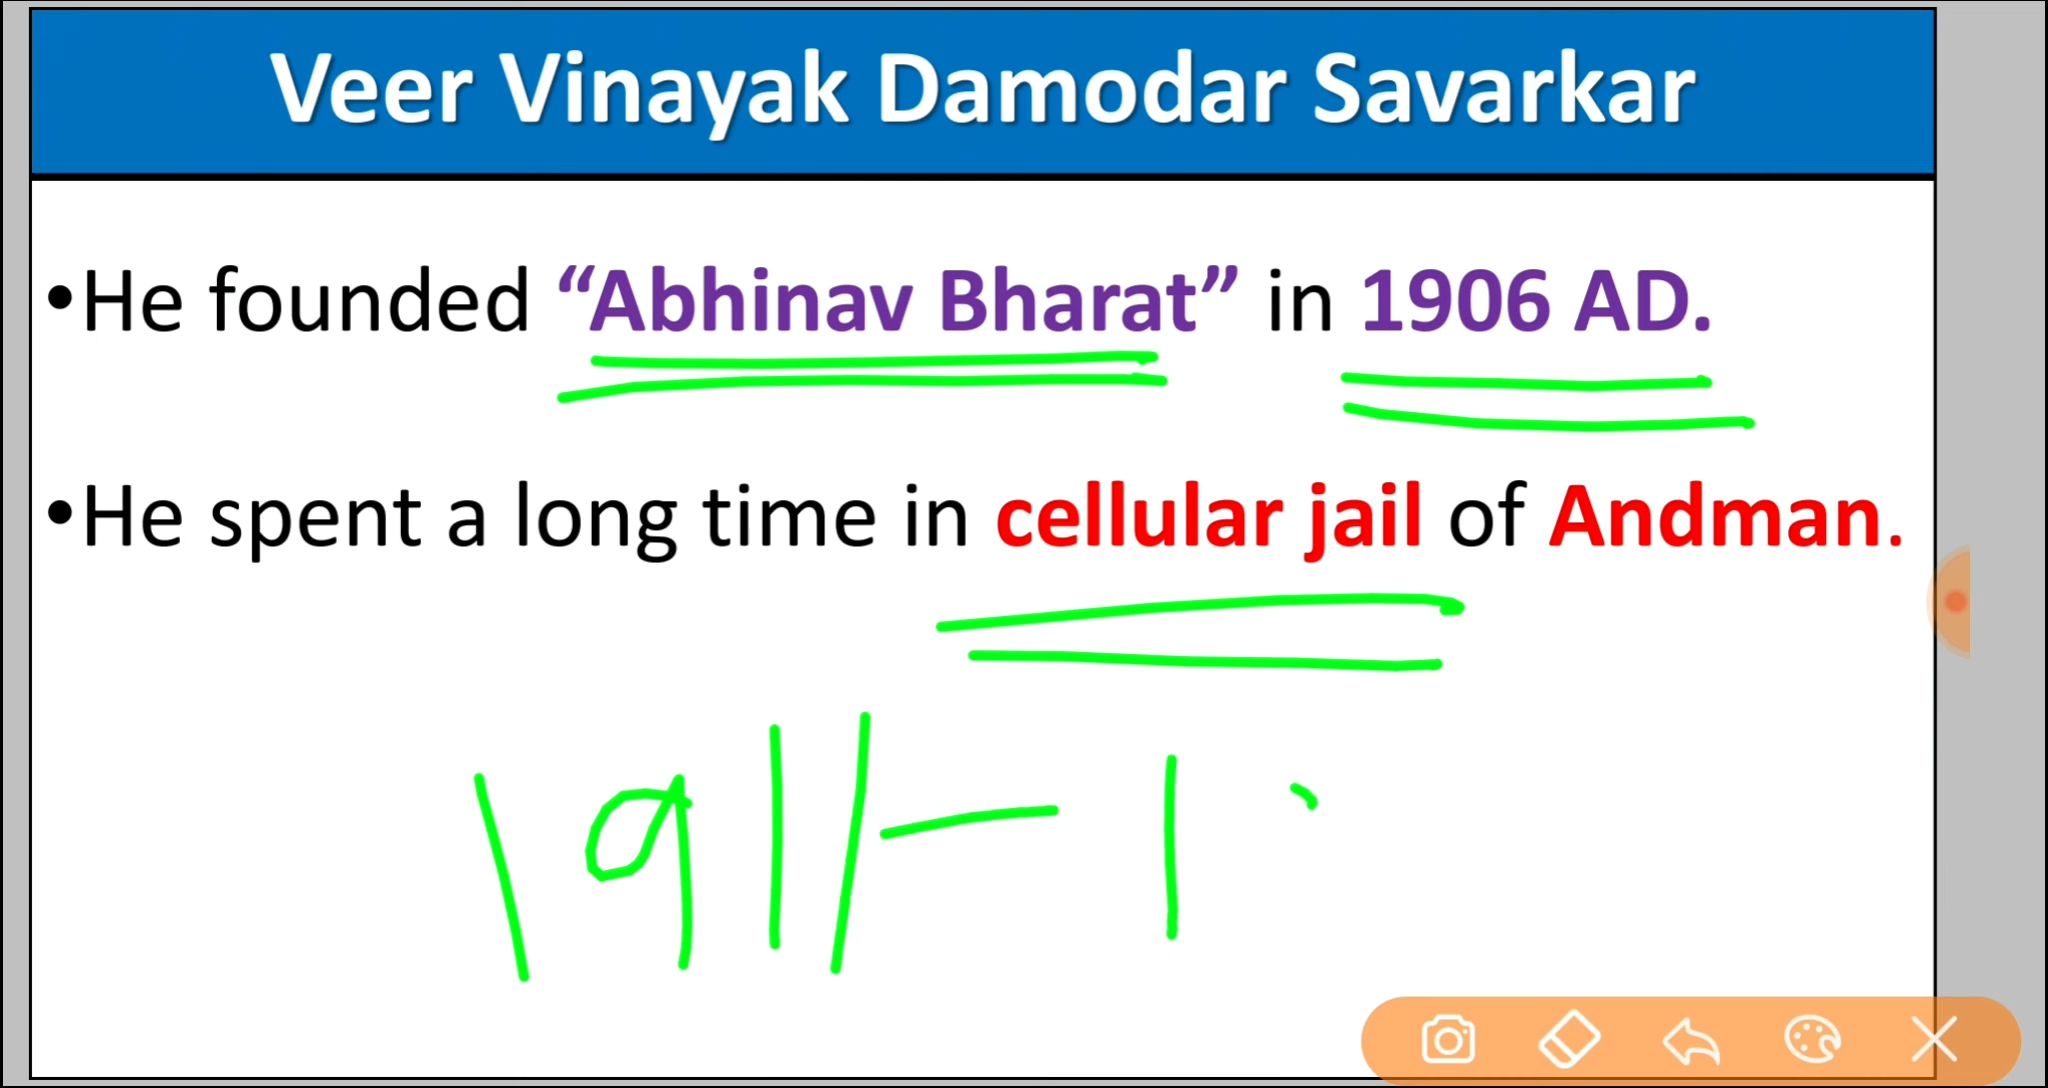 Veer Vinayak Damodar Savarkar
•He founded “Abhinav Bharat” in 1906 AD.
•He spent a long time in cellular jail of Andman.
1911-1